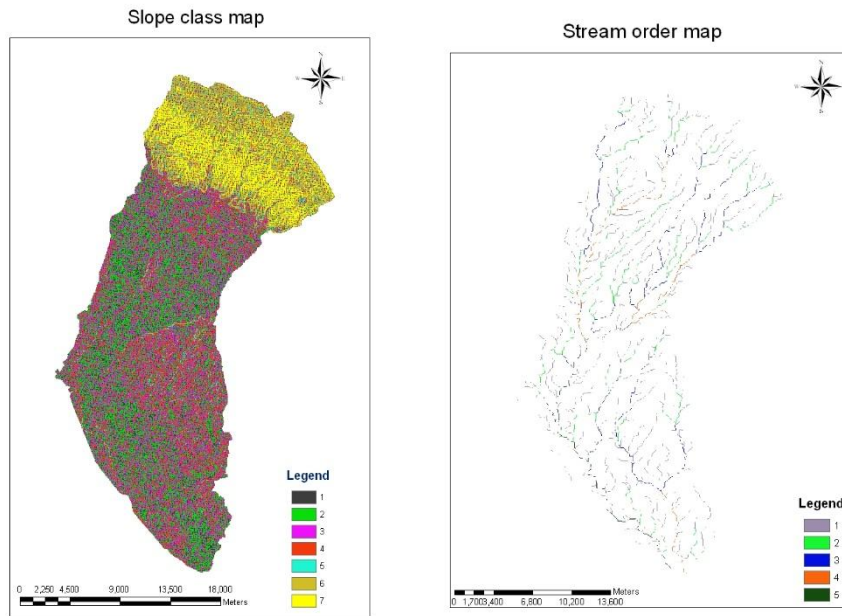 Slope class map
N
W
E
S
Legend
1
2
3
4
5
6
7
0 2,250 4,500 9,000 13,500 18,000
Meters
Stream order map
N
W
E
S
Legend
1
2
3
4
5
Meters
0 1,700 3,400 6,800 10,200 13,600